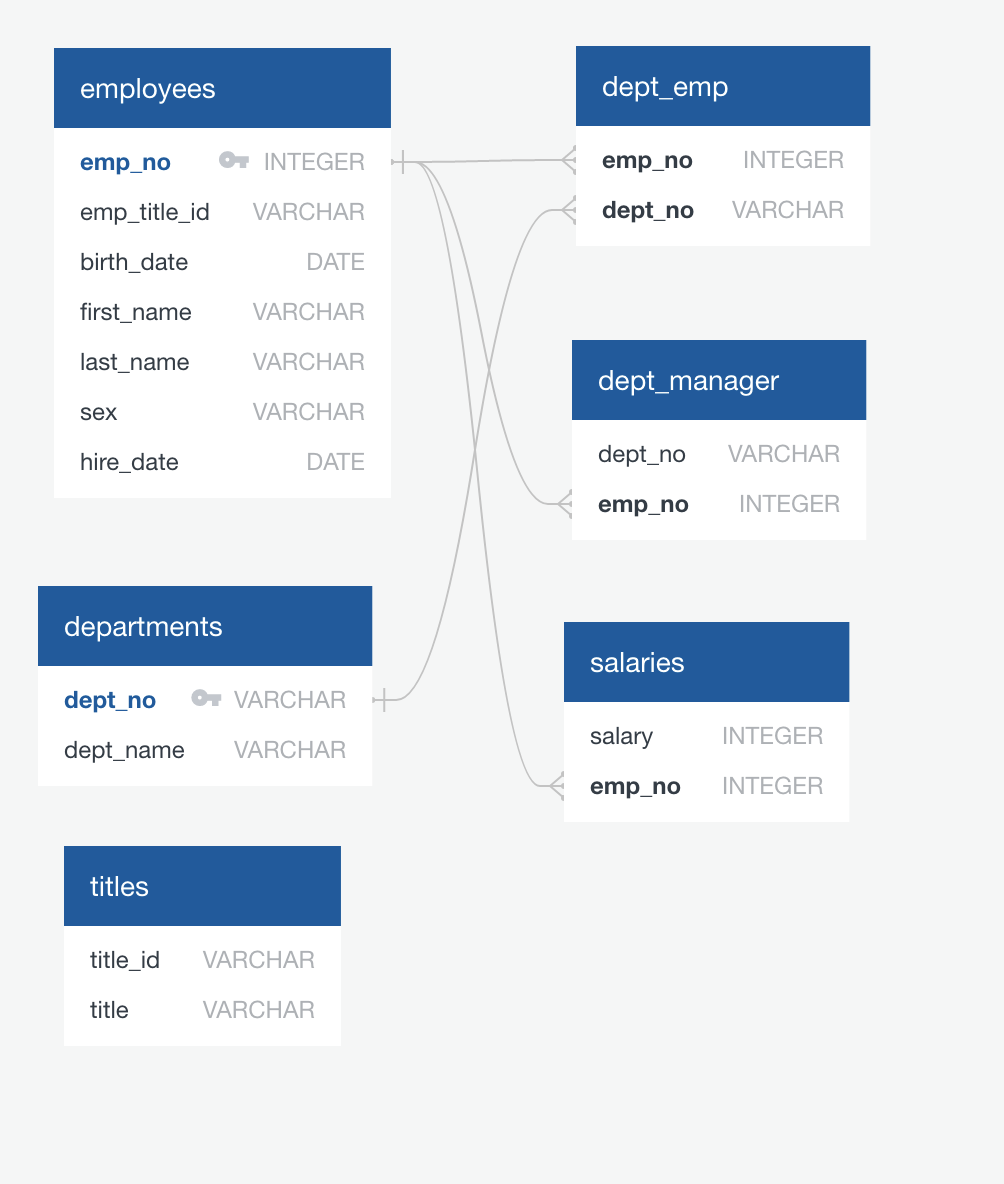 employees
emp_no INTEGER
emp_title_id VARCHAR
birth_date DATE
first_name VARCHAR
last_name VARCHAR
sex VARCHAR
hire_date DATE
departments
dept_no VARCHAR
dept_name VARCHAR
titles
title_id VARCHAR
title VARCHAR
dept_emp
emp_no INTEGER
dept_no VARCHAR
dept_manager
dept_no VARCHAR
emp_no INTEGER
salaries
salary INTEGER
emp_no INTEGER